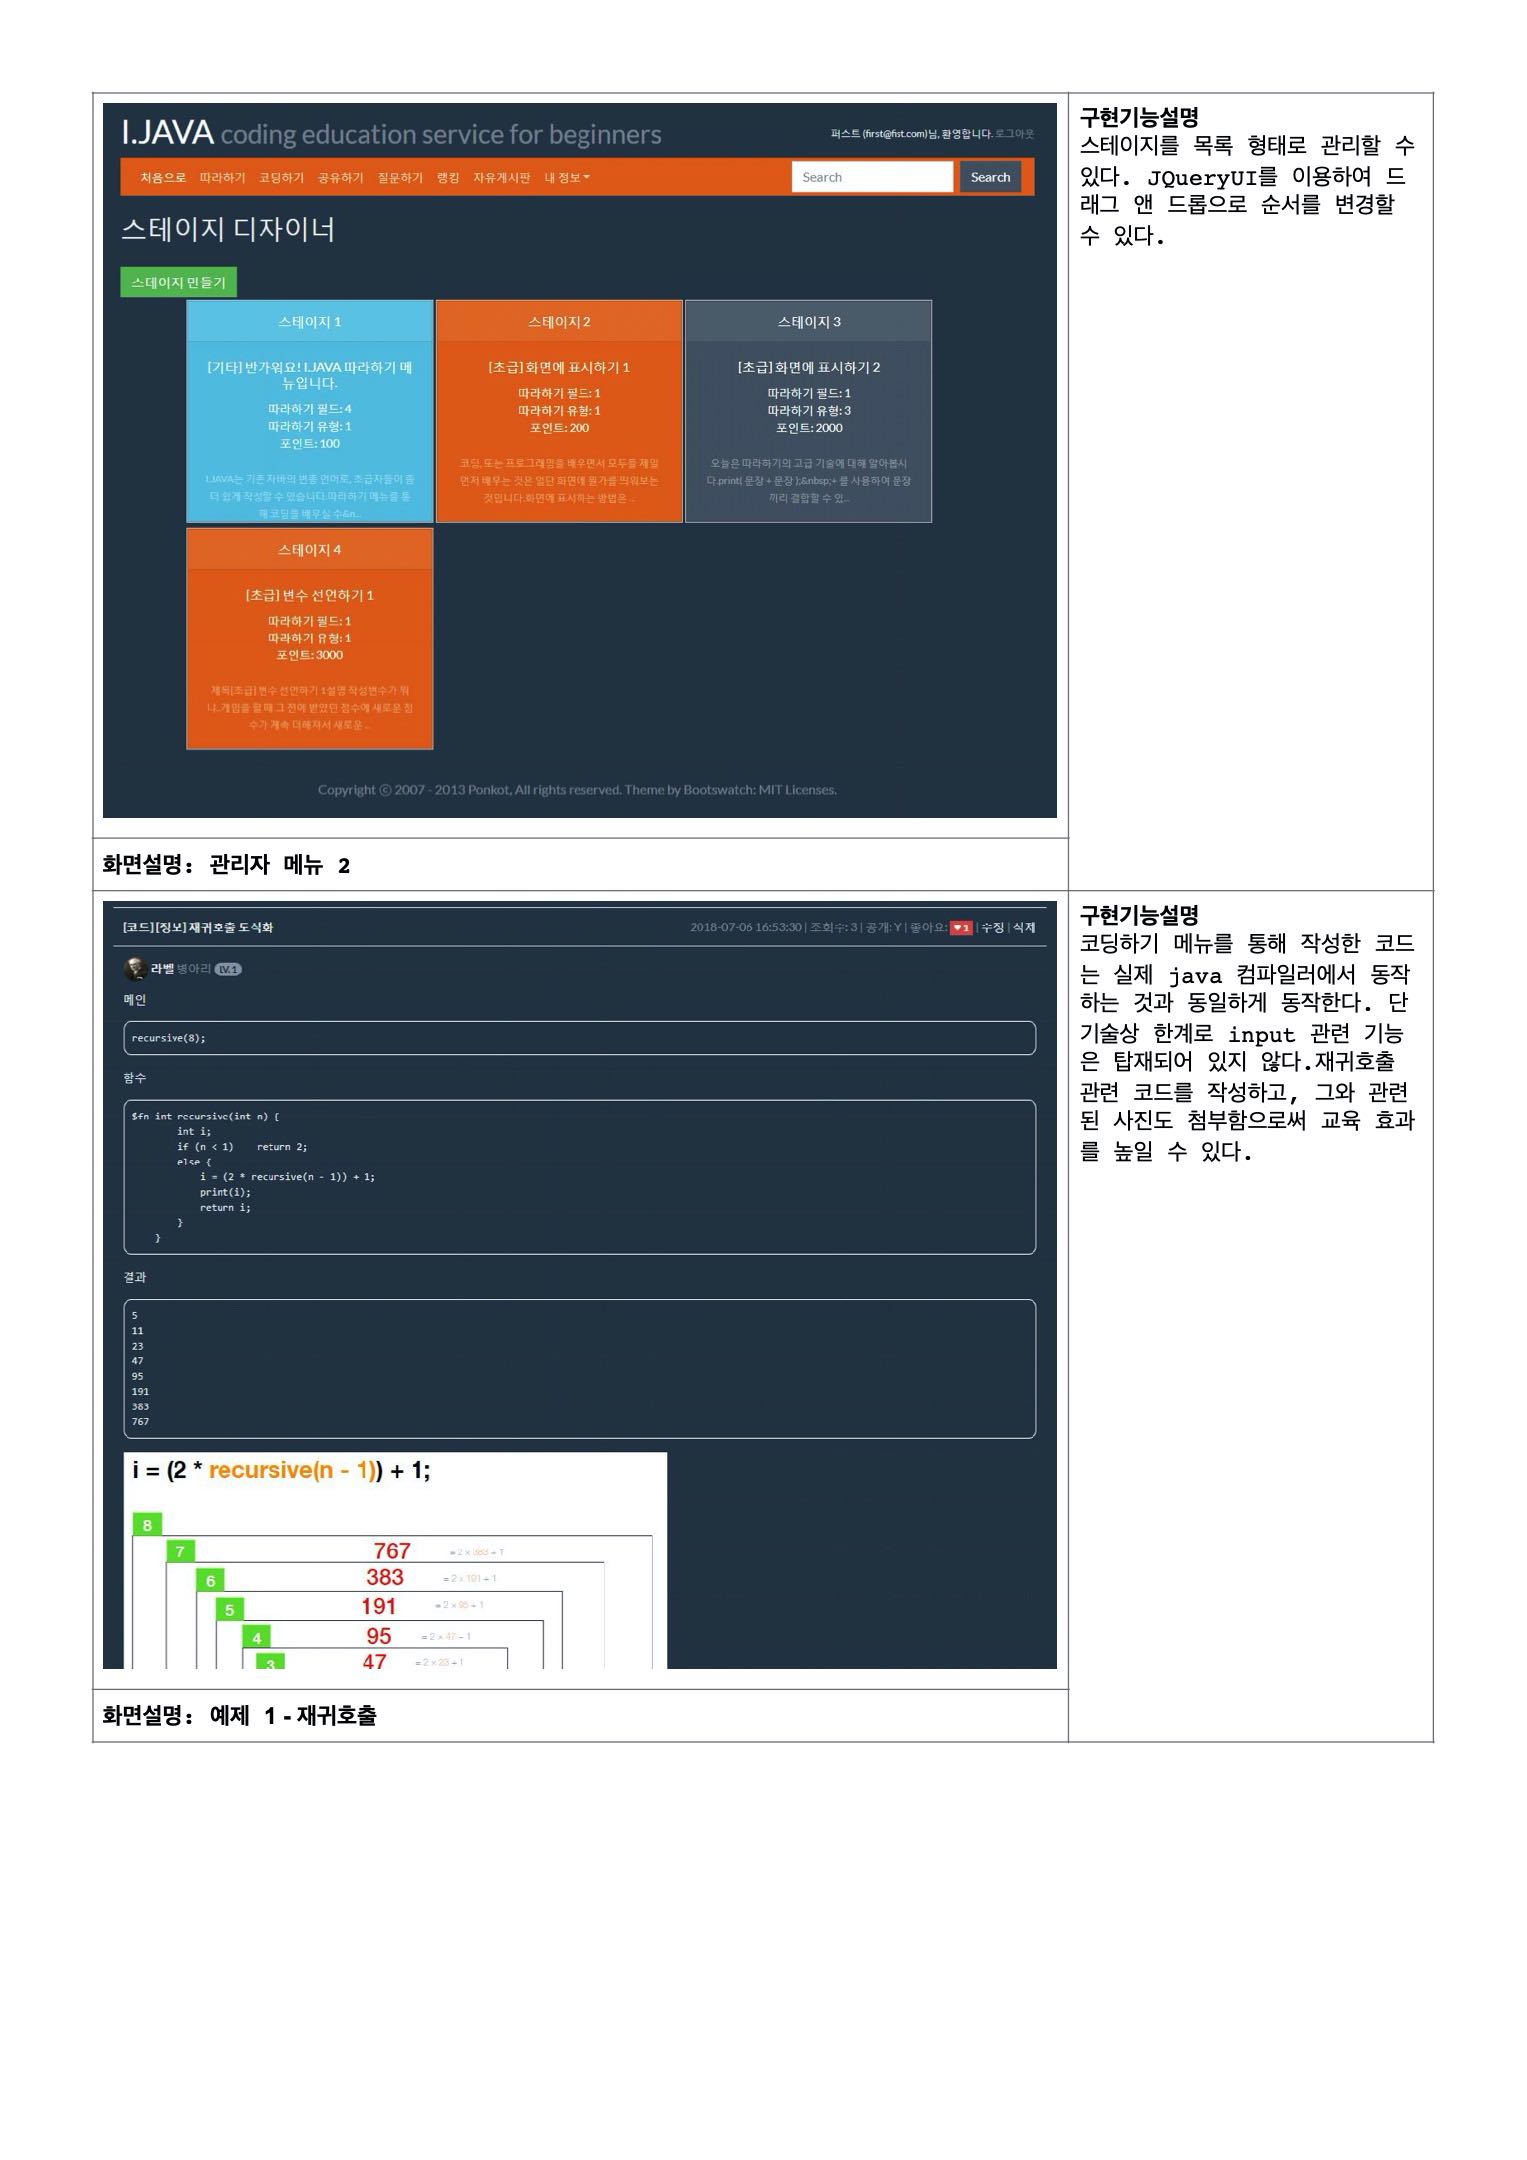 I.JAVA coding education service for beginners
퍼스트 (first@fist.com)님, 환영합니다. 로그아웃
처음으로 따라하기 코딩하기 공유하기 질문하기 랭킹 자유게시판 내 정보
Search Search
스테이지 디자이너
스테이지 만들기
스테이지 1
[기타] 반가워요! I.JAVA 따라하기 메
뉴입니다.
따라하기 필드: 4
따라하기 유형: 1
포인트: 100
I.JAVA는 기존 자바의 변종 언어로, 초급자들이 좀
더 쉽게 작성할 수 있습니다.따라하기 메뉴를 통
해 코딩을 배우실 수&n...
스테이지 2
[초급] 화면에 표시하기 1
따라하기 필드: 1
따라하기 유형: 1
포인트: 200
코딩, 또는 프로그래밍을 배우면서 모두들 제일
먼저 배우는 것은 일단 화면에 뭔가를 띄워보는
것입니다.화면에 표시하는 방법은 ...
스테이지 3
[초급] 화면에 표시하기 2
따라하기 필드: 1
따라하기 유형: 3
포인트: 2000
오늘은 따라하기의 고급 기술에 대해 알아봅시
다.print( 문장 + 문장 );&nbsp;+ 를 사용하여 문장
끼리 결합할 수 있...
스테이지 4
[초급] 변수 선언하기 1
따라하기 필드: 1
따라하기 유형: 1
포인트: 3000
제목[초급] 변수 선언하기 1설명 작성변수가 뭐
냐..게임을 할 때 그 전에 받았던 점수에 새로운 점
수가 계속 더해져서 새로운 ...
Copyright ⓒ 2007 - 2013 Ponkot, All rights reserved. Theme by Bootswatch: MIT Licenses.
화면설명: 관리자 메뉴 2
구현기능설명
스테이지를 목록 형태로 관리할 수
있다. JQueryUI를 이용하여 드
래그 앤 드롭으로 순서를 변경할
수 있다.
[코드][정보] 재귀호출 도식화
2018-07-06 16:53:30 | 조회수: 3 | 공개: Y | 좋아요: ♥1 | 수정 | 삭제
라벨 병아리 LV.1
메인
recursive(8);
함수
$fn int recursive(int n) {
int i;
if (n < 1) return 2;
else {
i = (2 * recursive(n - 1)) + 1;
print(i);
return i;
}
}
결과
5
11
23
47
95
191
383
767
i = (2 * recursive(n - 1)) + 1;
8
7 767 = 2 × 383 + 1
6 383 = 2 × 191 + 1
5 191 = 2 × 95 + 1
4 95 = 2 × 47 + 1
3 47 = 2 × 23 + 1
화면설명: 예제 1 - 재귀호출
구현기능설명
코딩하기 메뉴를 통해 작성한 코드
는 실제 java 컴파일러에서 동작
하는 것과 동일하게 동작한다. 단
기술상 한계로 input 관련 기능
은 탑재되어 있지 않다.재귀호출
관련 코드를 작성하고, 그와 관련
된 사진도 첨부함으로써 교육 효과
를 높일 수 있다.